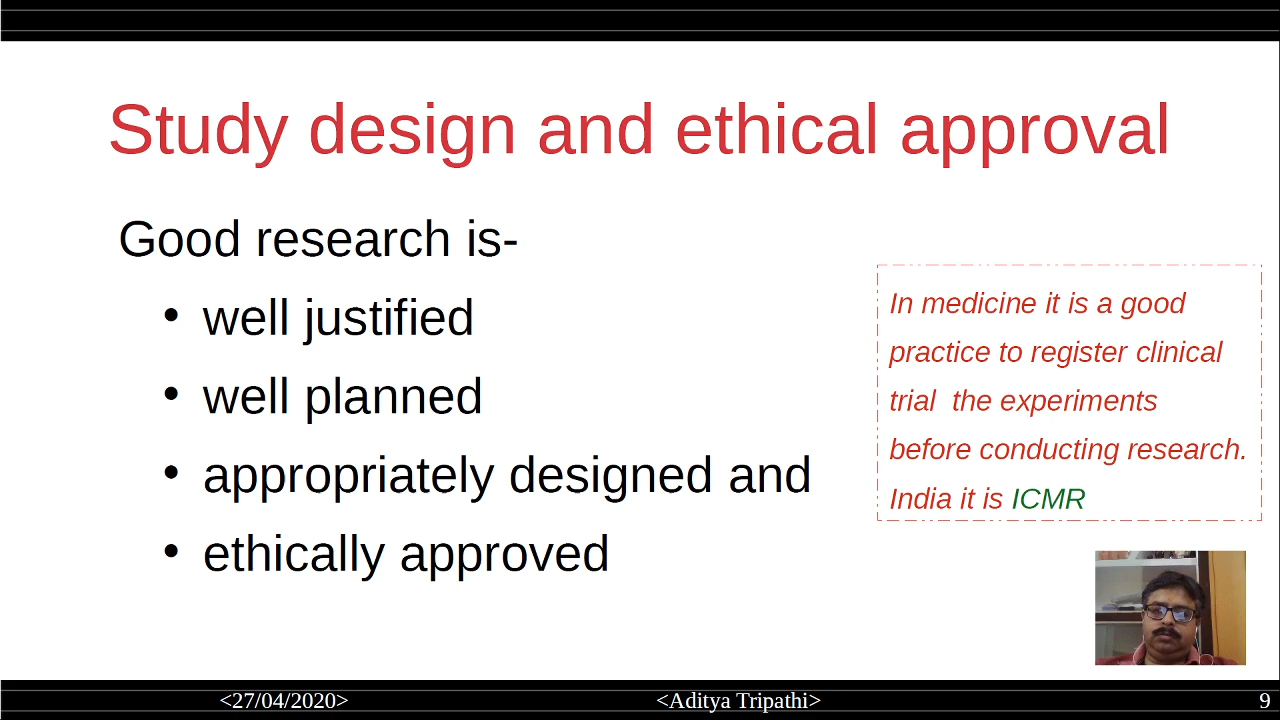 Study design and ethical approval
Good research is-
• well justified
• well planned
• appropriately designed and
• ethically approved
In medicine it is a good
practice to register clinical
trial  the experiments
before conducting research.
India it is ICMR
<27/04/2020>
<Aditya Tripathi>
9